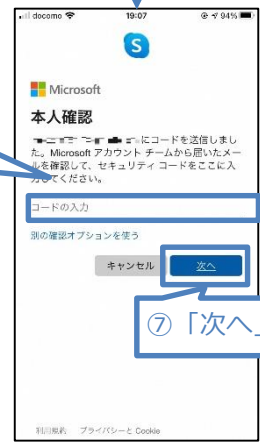 docomo 19:07 94%
S
Microsoft
本人確認
にコードを送信しまし
た。Microsoft アカウント チームから届いたメー
ルを確認して、セキュリティ コードをここに入
力してください。
コードの入力
別の確認オプションを使う
キャンセル 次へ
⑦「次へ」
利用規約 プライバシーと Cookie